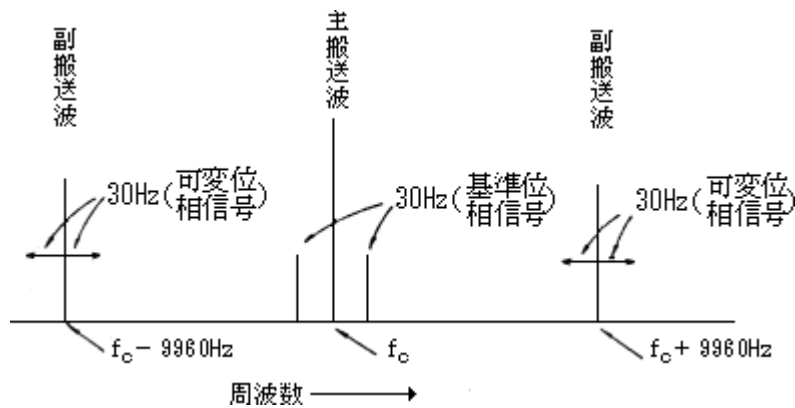 副搬送波
主搬送波
副搬送波
30Hz(可変位
相信号)
30Hz(基準位
相信号)
30Hz(可変位
相信号)
fc− 9960Hz
fc
fc+ 9960Hz
周波数